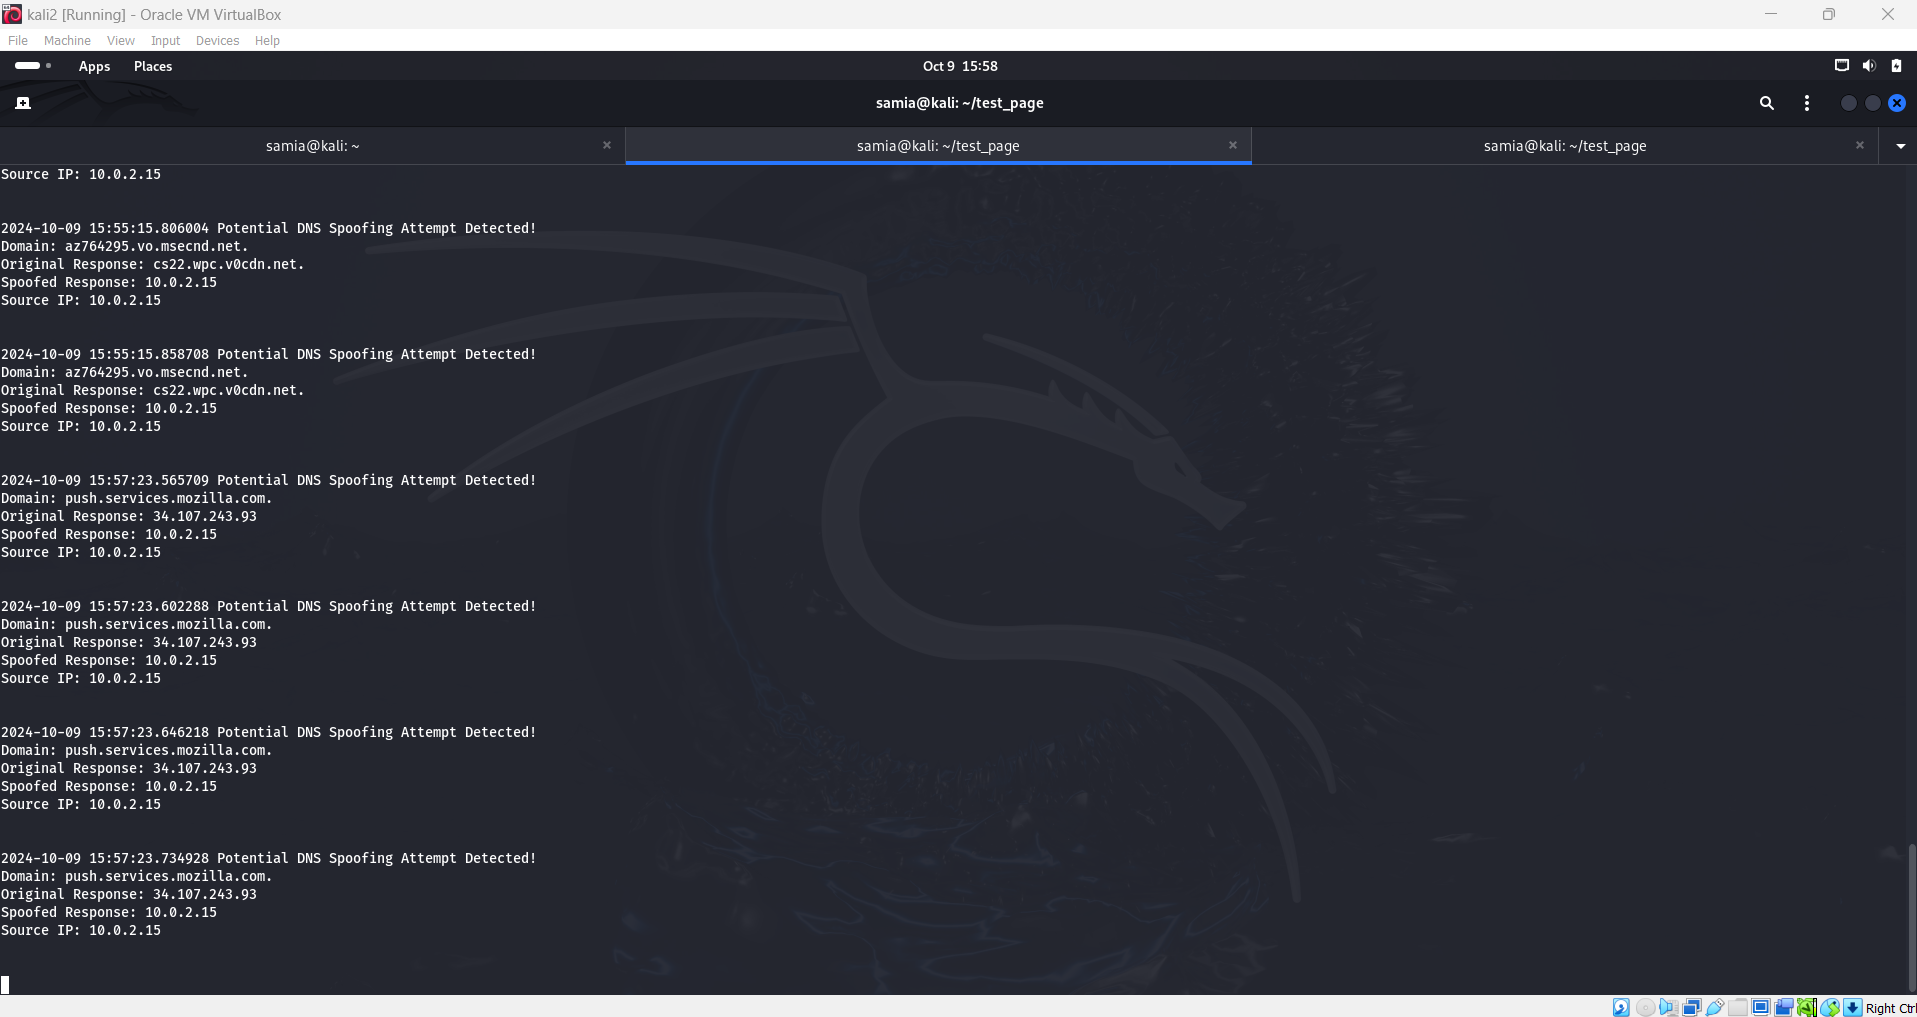 kali2 [Running] - Oracle VM VirtualBox
File Machine View Input Devices Help
Apps Places Oct 9 15:58
samia@kali: ~/test_page
samia@kali: ~ samia@kali: ~/test_page samia@kali: ~/test_page
Source IP: 10.0.2.15
2024-10-09 15:55:15.806004 Potential DNS Spoofing Attempt Detected!
Domain: az764295.vo.msecnd.net.
Original Response: cs22.wpc.v0cdn.net.
Spoofed Response: 10.0.2.15
Source IP: 10.0.2.15
2024-10-09 15:55:15.858708 Potential DNS Spoofing Attempt Detected!
Domain: az764295.vo.msecnd.net.
Original Response: cs22.wpc.v0cdn.net.
Spoofed Response: 10.0.2.15
Source IP: 10.0.2.15
2024-10-09 15:57:23.565709 Potential DNS Spoofing Attempt Detected!
Domain: push.services.mozilla.com.
Original Response: 34.107.243.93
Spoofed Response: 10.0.2.15
Source IP: 10.0.2.15
2024-10-09 15:57:23.602288 Potential DNS Spoofing Attempt Detected!
Domain: push.services.mozilla.com.
Original Response: 34.107.243.93
Spoofed Response: 10.0.2.15
Source IP: 10.0.2.15
2024-10-09 15:57:23.646218 Potential DNS Spoofing Attempt Detected!
Domain: push.services.mozilla.com.
Original Response: 34.107.243.93
Spoofed Response: 10.0.2.15
Source IP: 10.0.2.15
2024-10-09 15:57:23.734928 Potential DNS Spoofing Attempt Detected!
Domain: push.services.mozilla.com.
Original Response: 34.107.243.93
Spoofed Response: 10.0.2.15
Source IP: 10.0.2.15
Right Ctrl